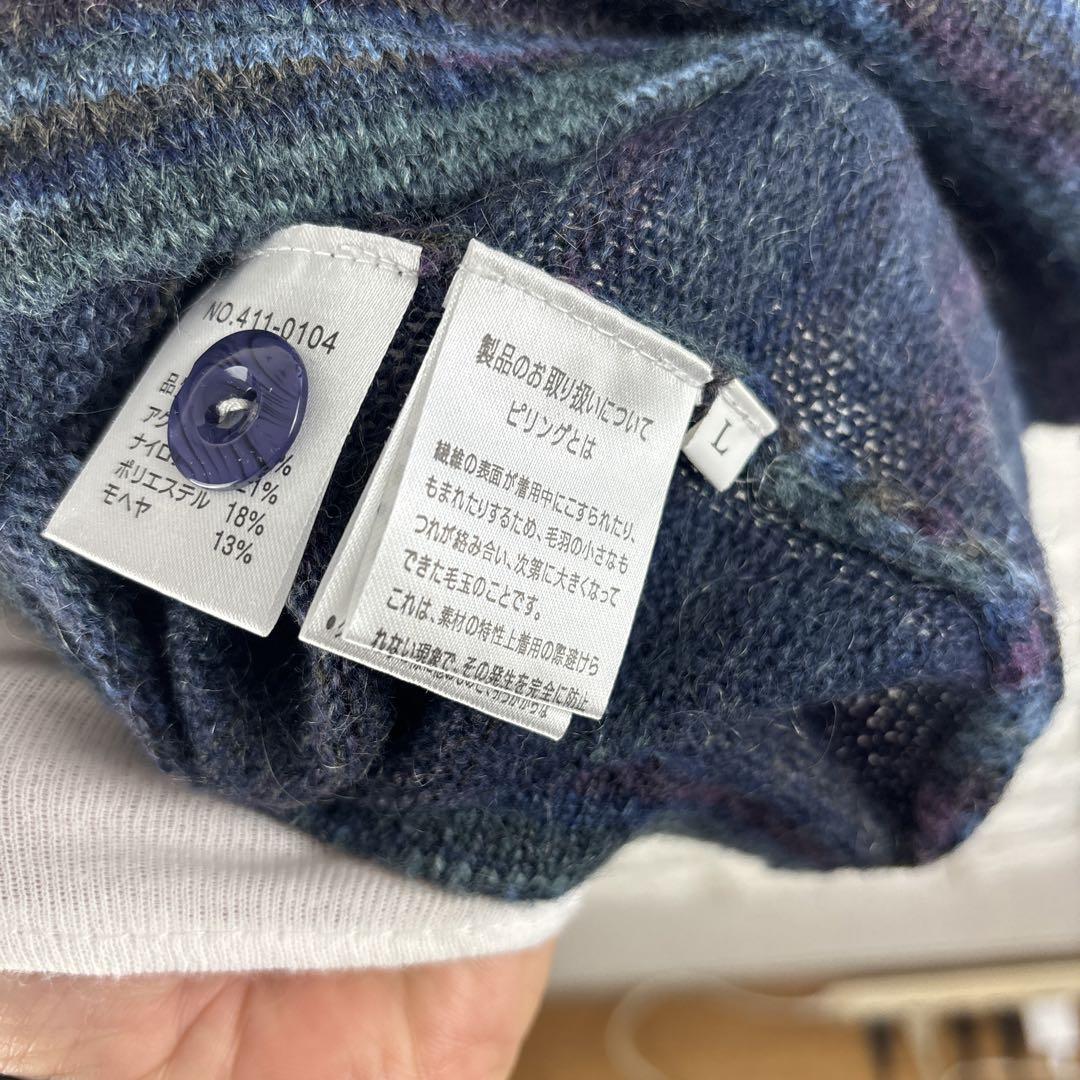 NO.411-0104
品
アク
ナイロ %
ポリエステル 21%
モヘヤ 18%
13%
製品のお取り扱いについて
ピリングとは
繊維の表面が着用中にこすられたり、
もまれたりするため、毛羽の小さなも
つれが絡み合い、次第に大きくなって
できた毛玉のことです。
これは、素材の特性上着用の際避けら
れない現象で、その発生を完全に防止
L